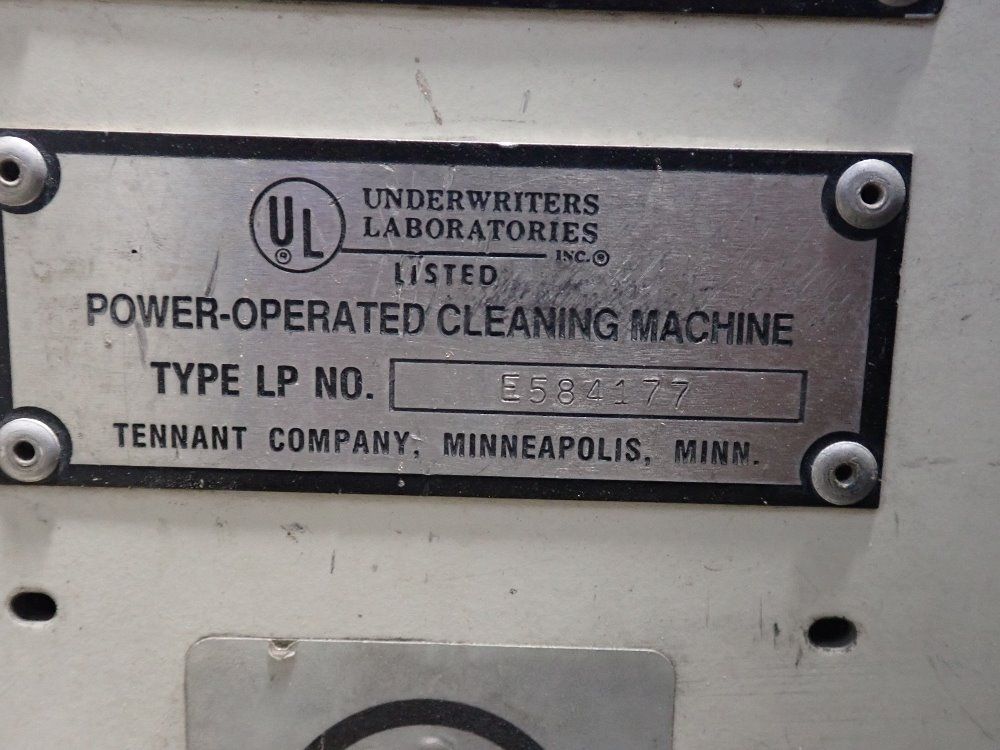 UL®
UNDERWRITERS
LABORATORIES
INC.®
LISTED
POWER-OPERATED CLEANING MACHINE
TYPE LP NO. E584177
TENNANT COMPANY, MINNEAPOLIS, MINN.